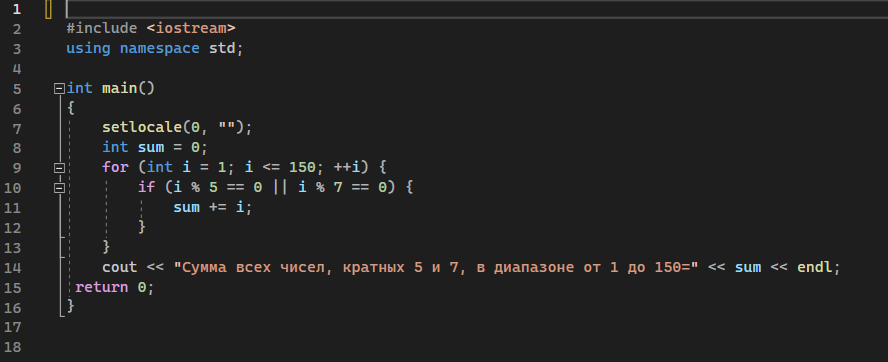 1
2 #include <iostream>
3 using namespace std;
4
5 int main()
6 {
7 setlocale(0, "");
8 int sum = 0;
9 for (int i = 1; i <= 150; ++i) {
10 if (i % 5 == 0 || i % 7 == 0) {
11 sum += i;
12 }
13 }
14 cout << "Сумма всех чисел, кратных 5 и 7, в диапазоне от 1 до 150=" << sum << endl;
15 return 0;
16 }
17
18